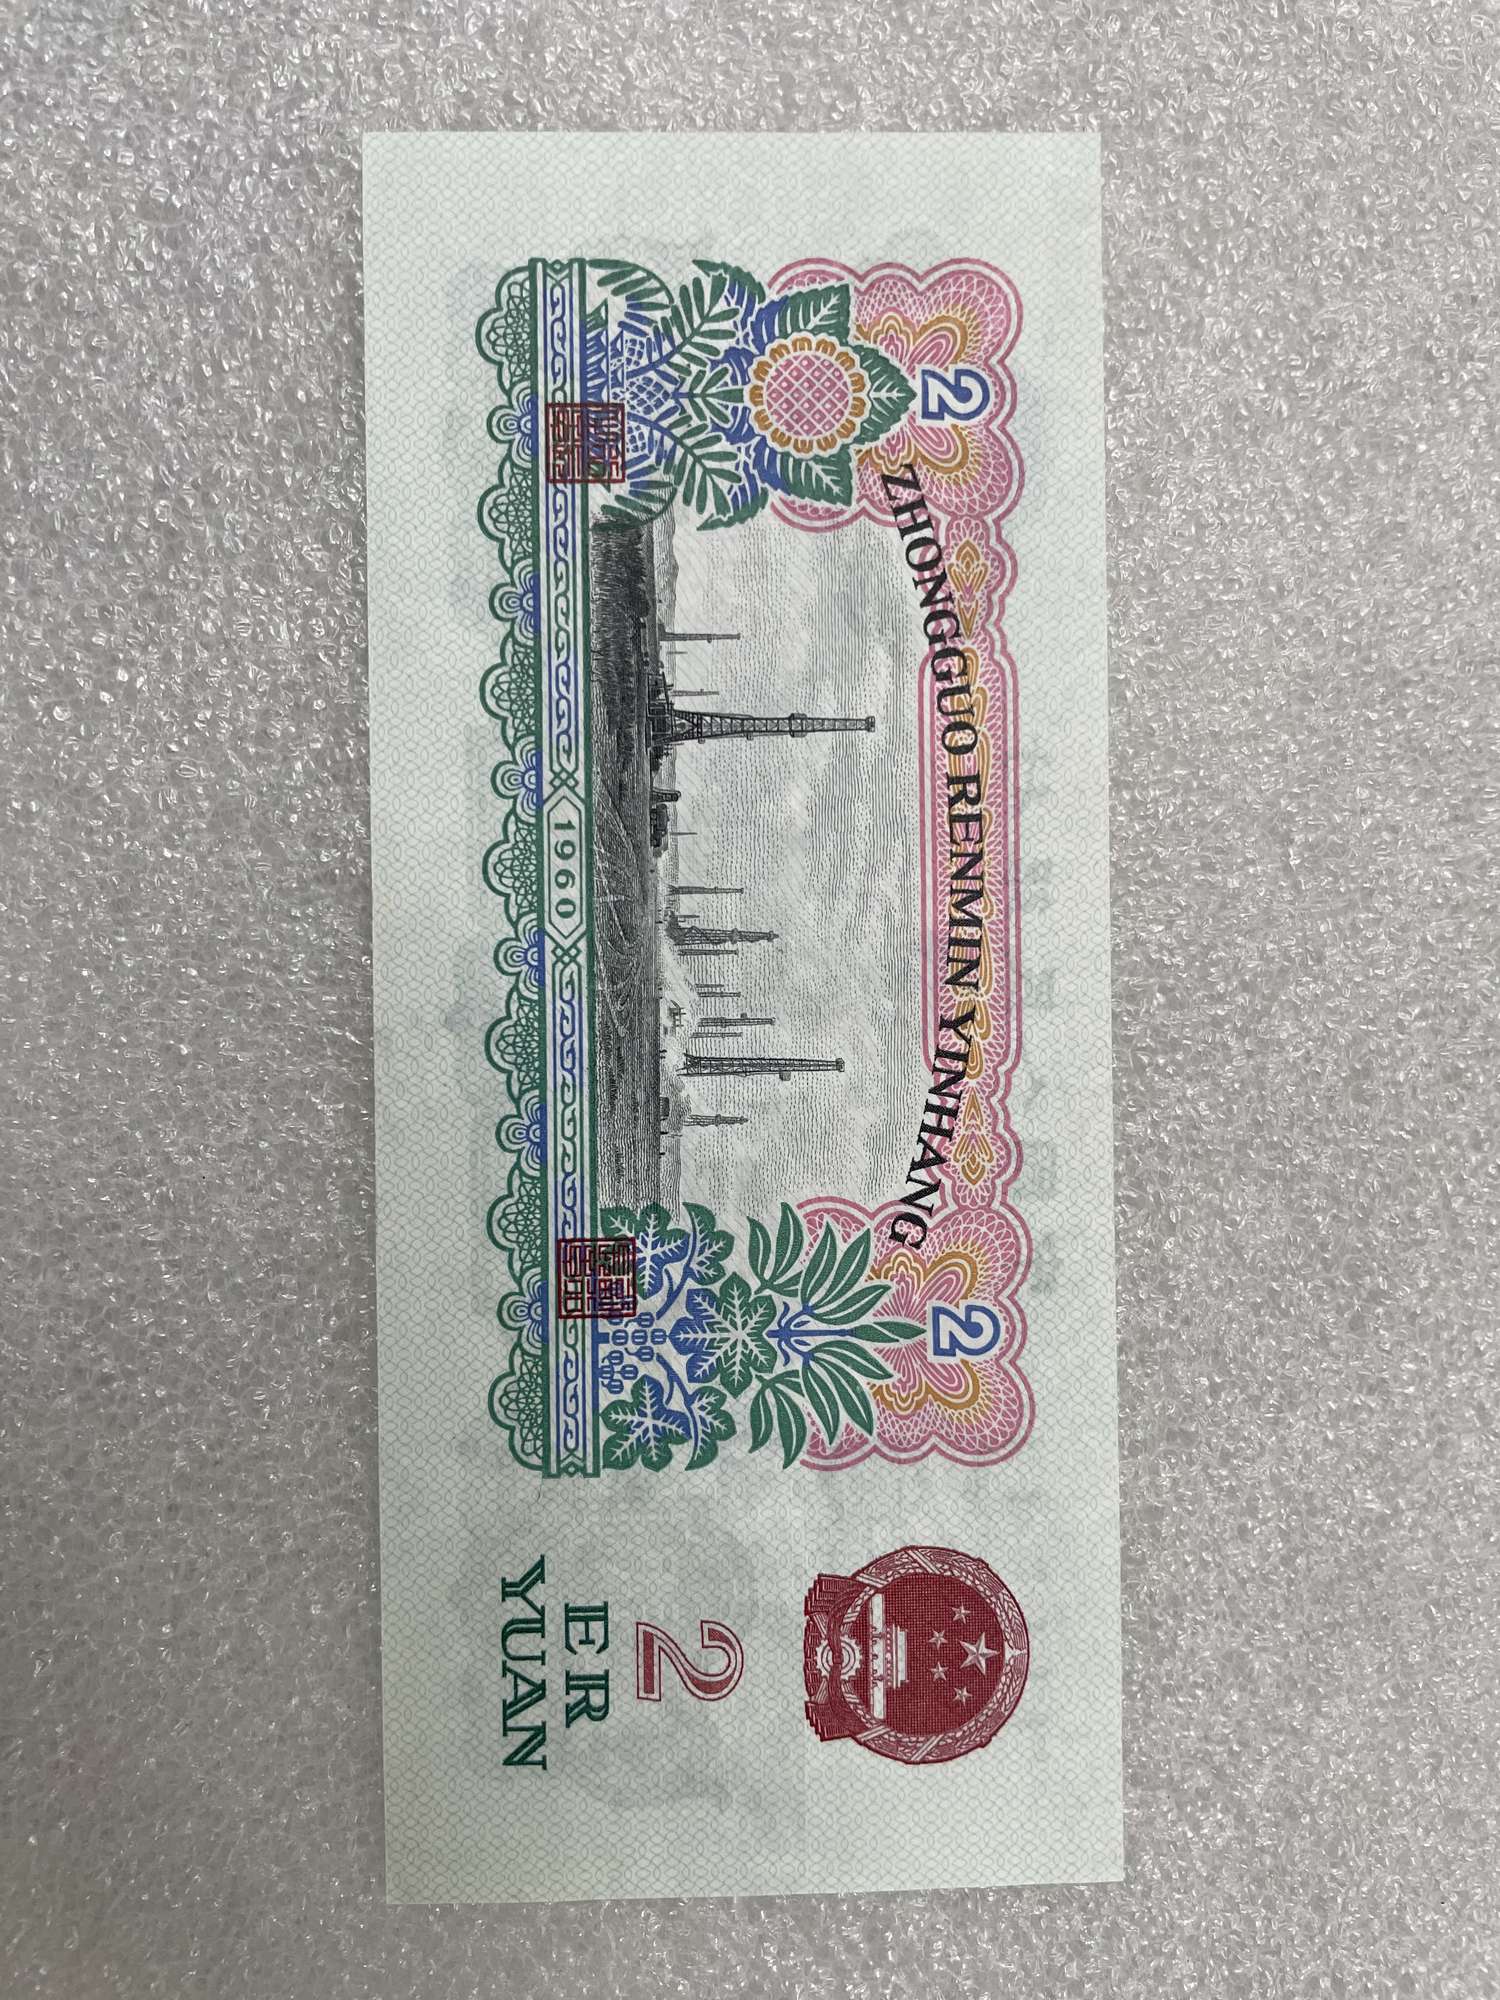 ZHONGGUO RENMIN YINHANG
2
2
2
ER
YUAN
1960